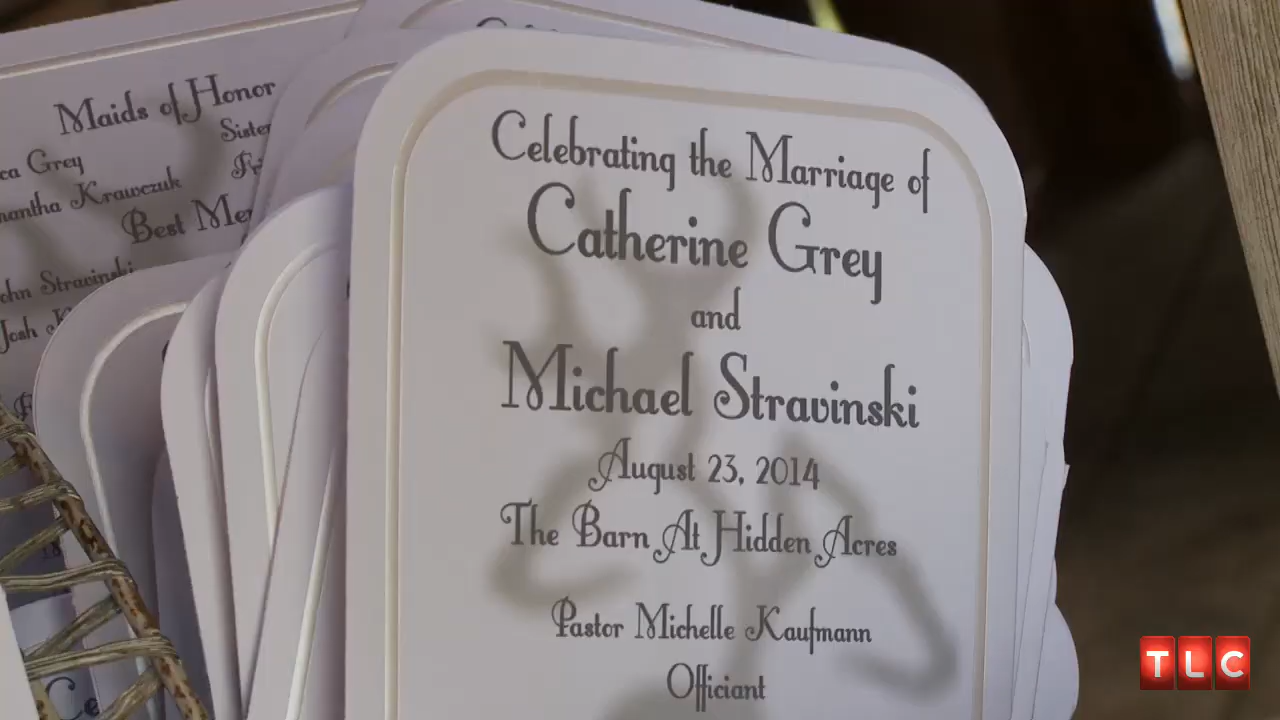 Maids of Honor
Sister
Grey
Krawczuk
Best
Stravinski
Josh
Celebrating the Marriage of
Catherine Grey
and
Michael Stravinski
August 23, 2014
The Barn At Hidden Acres
Pastor Michelle Kaufmann
Officiant
TLC